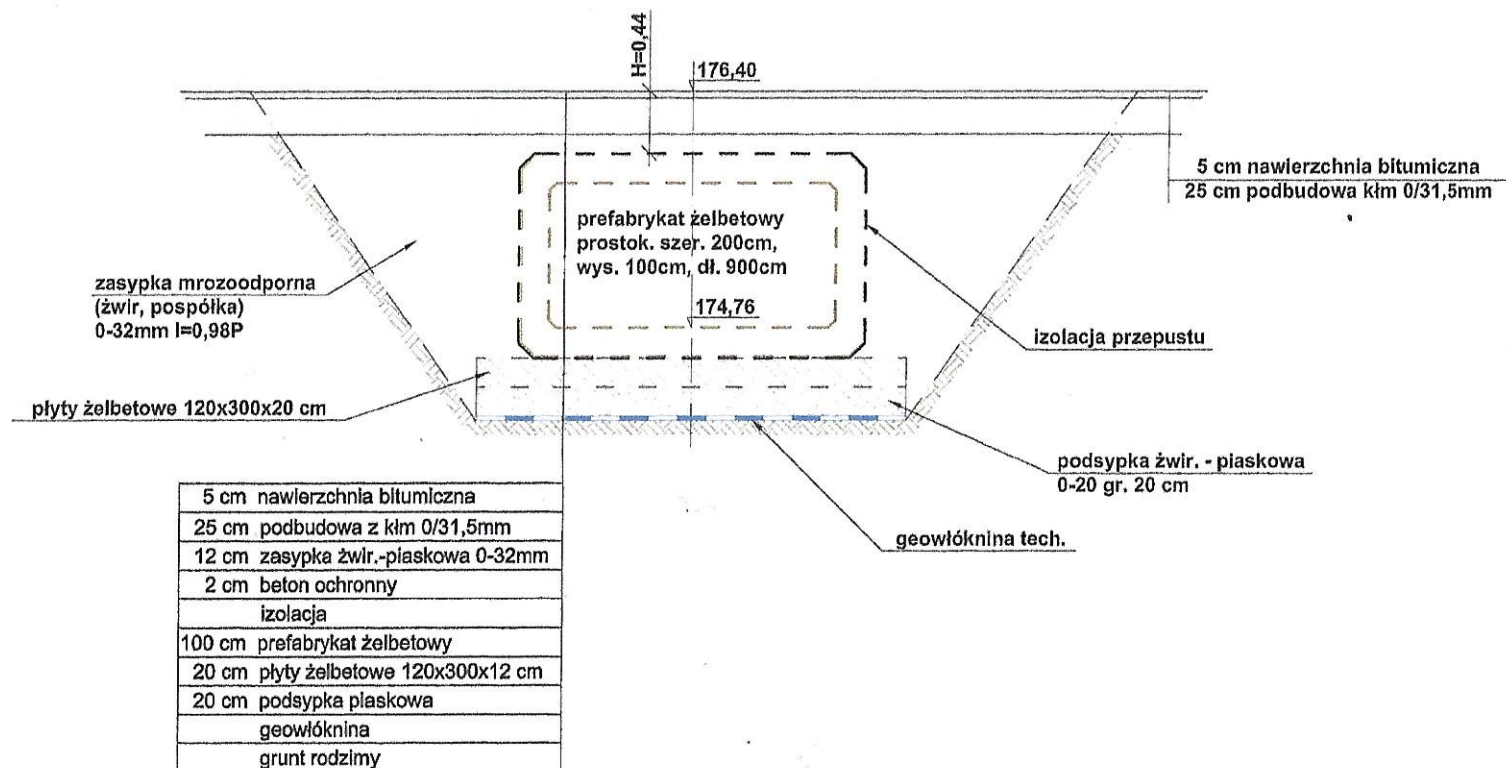 H=0,44
176,40
5 cm nawierzchnia bitumiczna
25 cm podbudowa kłm 0/31,5mm
prefabrykat żelbetowy
prostok. szer. 200cm,
wys. 100cm, dł. 900cm
zasypka mrozoodporna
(żwir, pospółka)
0-32mm I=0,98P
174,76
izolacja przepustu
płyty żelbetowe 120x300x20 cm
podsypka żwir. - piaskowa
0-20 gr. 20 cm
geowłóknina tech.
5 cm nawierzchnia bitumiczna
25 cm podbudowa z kłm 0/31,5mm
12 cm zasypka żwir.-piaskowa 0-32mm
2 cm beton ochronny
izolacja
100 cm prefabrykat żelbetowy
20 cm płyty żelbetowe 120x300x12 cm
20 cm podsypka piaskowa
geowłóknina
grunt rodzimy